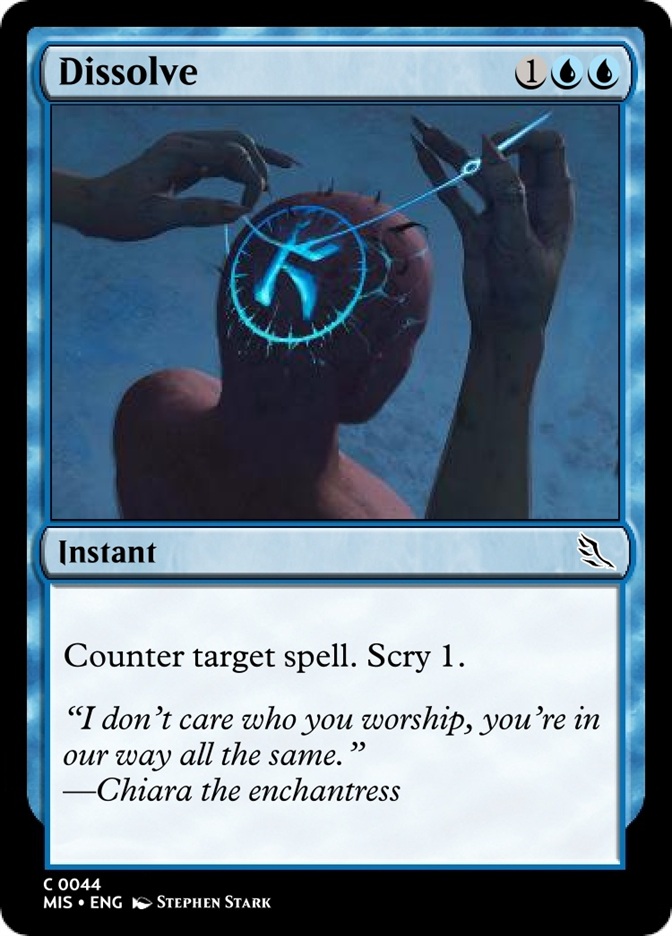 Dissolve 1
Instant
Counter target spell. Scry 1.
“I don’t care who you worship, you’re in
our way all the same.”
—Chiara the enchantress
C 0044
MIS • ENG STEPHEN STARK